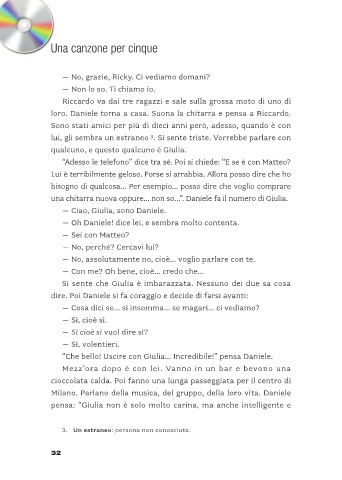 Una canzone per cinque
— No, grazie, Ricky. Ci vediamo domani?
— Non lo so. Ti chiamo io.
Riccardo va dai tre ragazzi e sale sulla grossa moto di uno di
loro. Daniele torna a casa. Suona la chitarra e pensa a Riccardo.
Sono stati amici per più di dieci anni però, adesso, quando è con
lui, gli sembra un estraneo ³. Si sente triste. Vorrebbe parlare con
qualcuno, e questo qualcuno è Giulia.
“Adesso le telefono” dice tra sé. Poi si chiede: “E se è con Matteo?
Lui è terribilmente geloso. Forse si arrabbia. Allora posso dire che ho
bisogno di qualcosa... Per esempio... posso dire che voglio comprare
una chitarra nuova oppure... non so...”. Daniele fa il numero di Giulia.
— Ciao, Giulia, sono Daniele.
— Oh Daniele! dice lei, e sembra molto contenta.
— Sei con Matteo?
— No, perché? Cercavi lui?
— No, assolutamente no, cioè... voglio parlare con te.
— Con me? Oh bene, cioè... credo che...
Si sente che Giulia è imbarazzata. Nessuno dei due sa cosa
dire. Poi Daniele si fa coraggio e decide di farsi avanti:
— Cosa dici se... sì insomma... se magari... ci vediamo?
— Sì, cioè sì.
— Sì cioè sì vuol dire sì?
— Sì, volentieri.
“Che bello! Uscire con Giulia... Incredibile!” pensa Daniele.
Mezz’ora dopo è con lei. Vanno in un bar e bevono una
cioccolata calda. Poi fanno una lunga passeggiata per il centro di
Milano. Parlano della musica, del gruppo, della loro vita. Daniele
pensa: “Giulia non è solo molto carina, ma anche intelligente e
3. Un estraneo: persona non conosciuta.
32